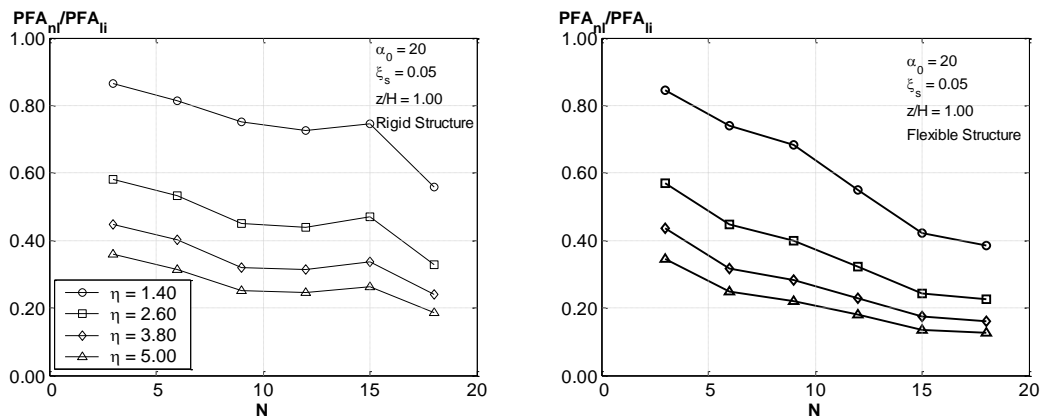 PFAnl/PFAli
1.00
0.80
0.60
0.40
0.20
0.00
0
5
10
15
20
N
α0 = 20
ξs = 0.05
z/H = 1.00
Rigid Structure
η = 1.40
η = 2.60
η = 3.80
η = 5.00
PFAnl/PFAli
1.00
0.80
0.60
0.40
0.20
0.00
0
5
10
15
20
N
α0 = 20
ξs = 0.05
z/H = 1.00
Flexible Structure